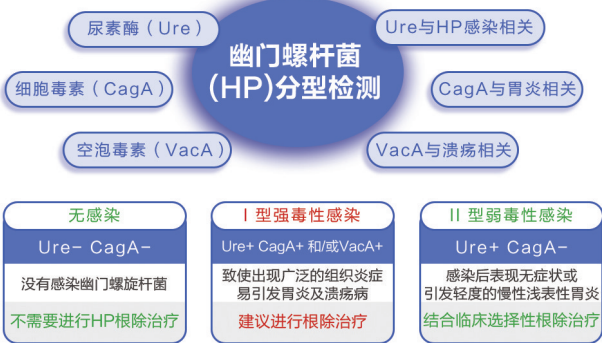 尿素酶（Ure）
Ure与HP感染相关
幽门螺杆菌
(HP)分型检测
细胞毒素（CagA）
CagA与胃炎相关
空泡毒素（VacA）
VacA与溃疡相关
无感染
Ure- CagA-
没有感染幽门螺旋杆菌
不需要进行HP根除治疗
I 型强毒性感染
Ure+ CagA+ 和/或VacA+
致使出现广泛的组织炎症
易引发胃炎及溃疡病
建议进行根除治疗
II 型弱毒性感染
Ure+ CagA-
感染后表现无症状或
引发轻度的慢性浅表性胃炎
结合临床选择性根除治疗